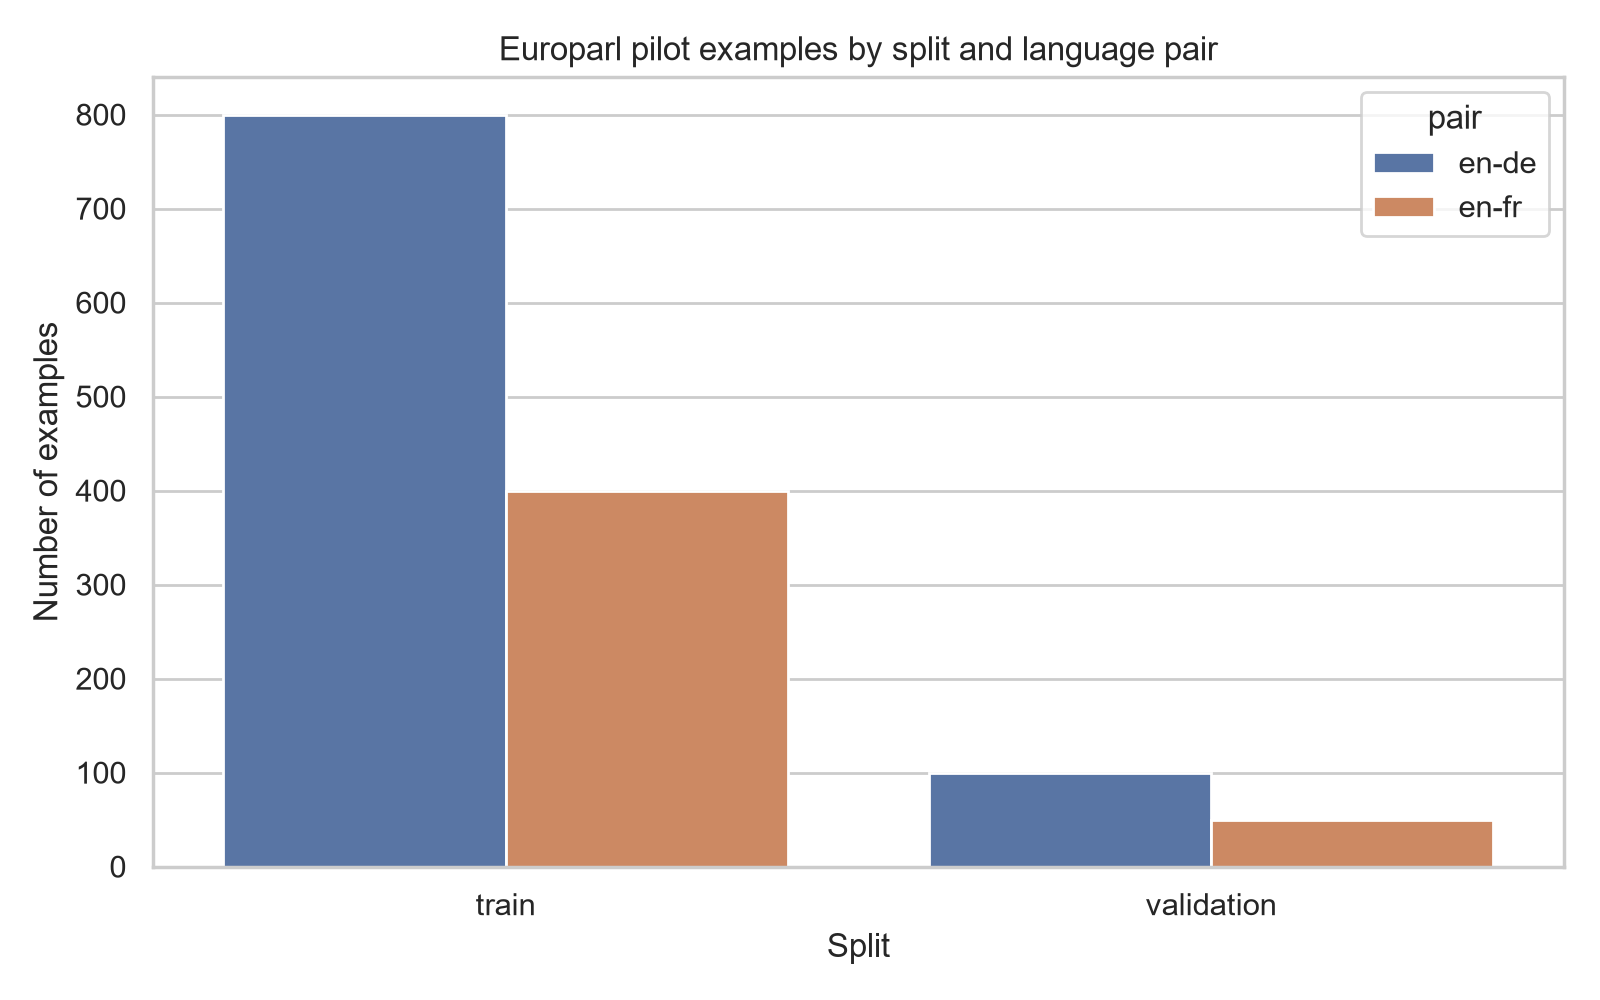 Europarl pilot examples by split and language pair
pair
en-de
en-fr
Number of examples
800
700
600
500
400
300
200
100
0
train
validation
Split